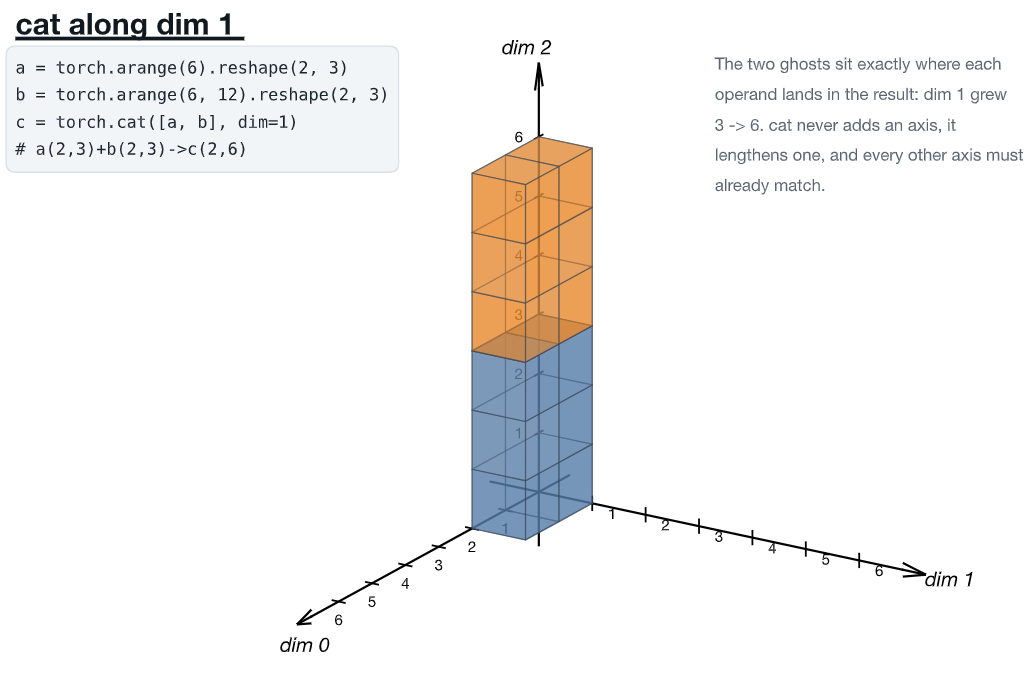 cat along dim 1
a = torch.arange(6).reshape(2, 3)
b = torch.arange(6, 12).reshape(2, 3)
c = torch.cat([a, b], dim=1)
# a(2,3)+b(2,3)->c(2,6)
The two ghosts sit exactly where each
operand lands in the result: dim 1 grew
3 -> 6. cat never adds an axis, it
lengthens one, and every other axis must
already match.
dim 2
6
5
4
3
2
1
1
2
3
4
5
6
dim 0
1
2
3
4
5
6
dim 1